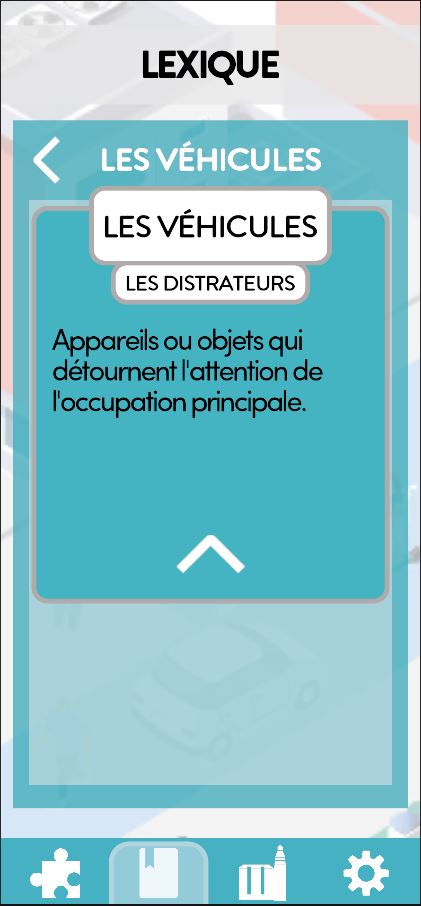 LEXIQUE
LES VÉHICULES
LES VÉHICULES
LES DISTRATEURS
Appareils ou objets qui
détournent l'attention de
l'occupation principale.